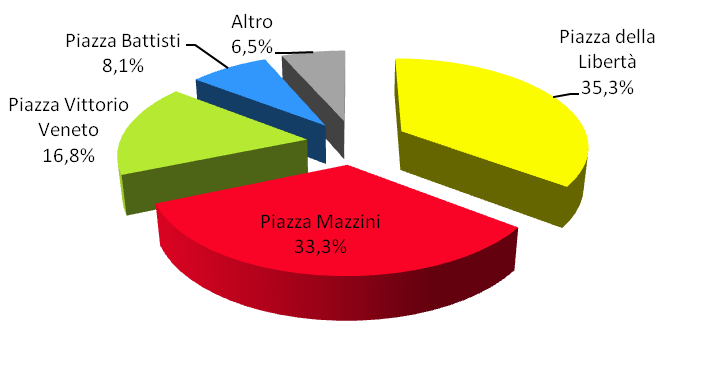 Altro
6,5%
Piazza della
Libertà
35,3%
Piazza Battisti
8,1%
Piazza Vittorio
Veneto
16,8%
Piazza Mazzini
33,3%